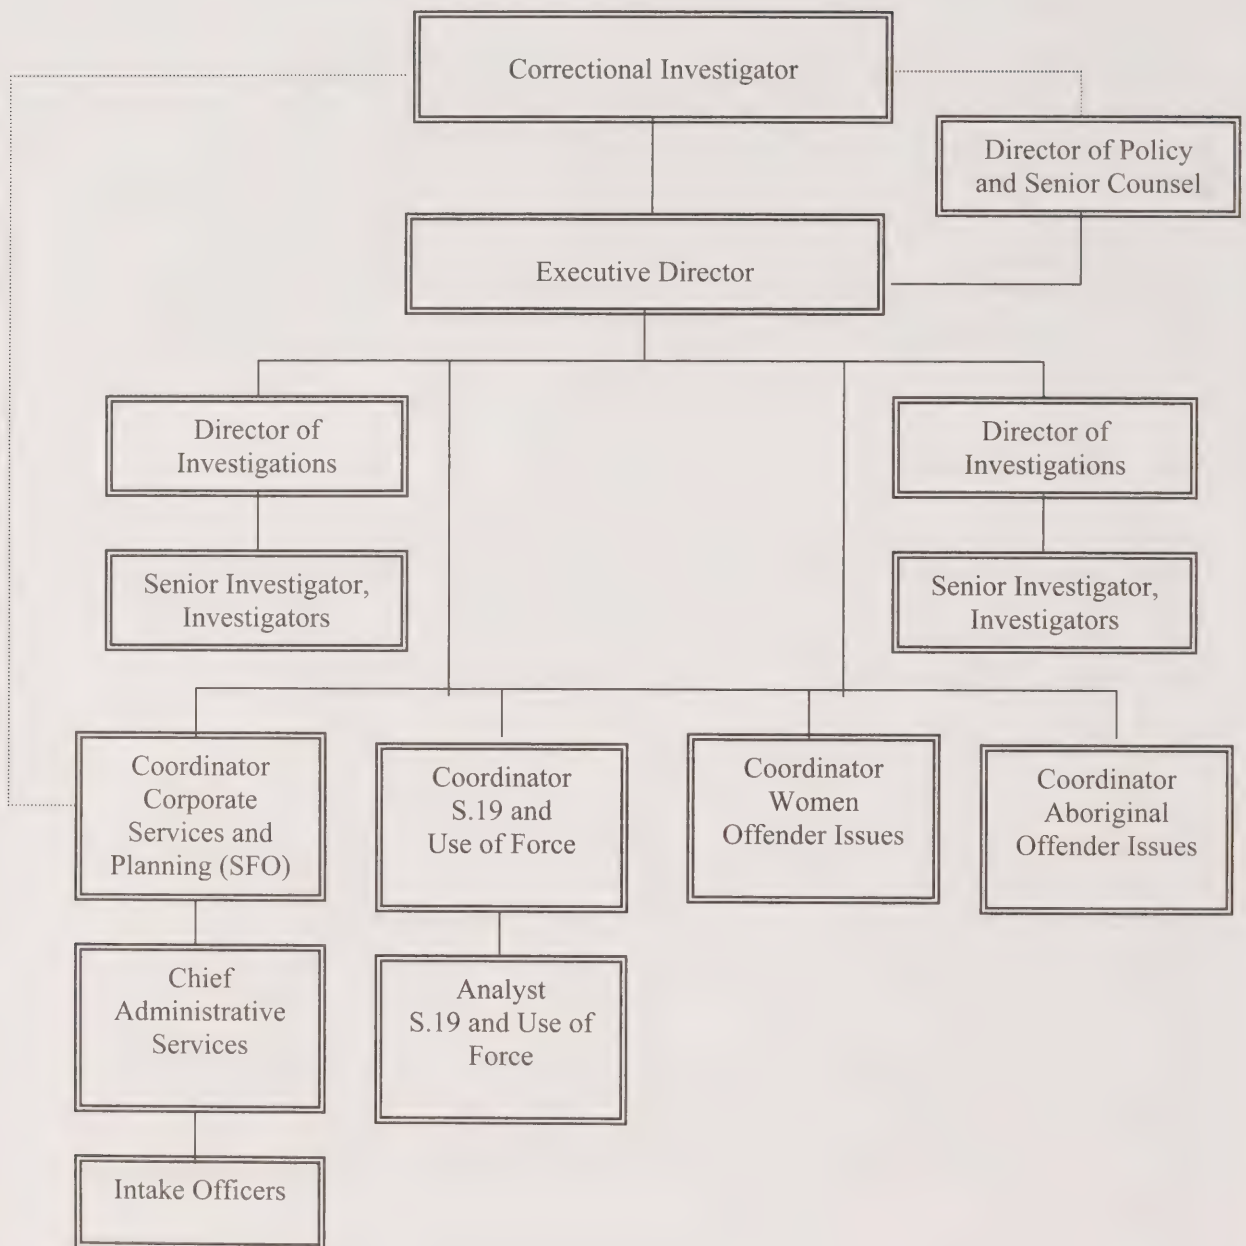 Correctional Investigator
Director of Policy
and Senior Counsel
Executive Director
Director of
Investigations
Director of
Investigations
Senior Investigator,
Investigators
Senior Investigator,
Investigators
Coordinator
Corporate
Services and
Planning (SFO)
Coordinator
S.19 and
Use of Force
Coordinator
Women
Offender Issues
Coordinator
Aboriginal
Offender Issues
Chief
Administrative
Services
Analyst
S.19 and Use of
Force
Intake Officers